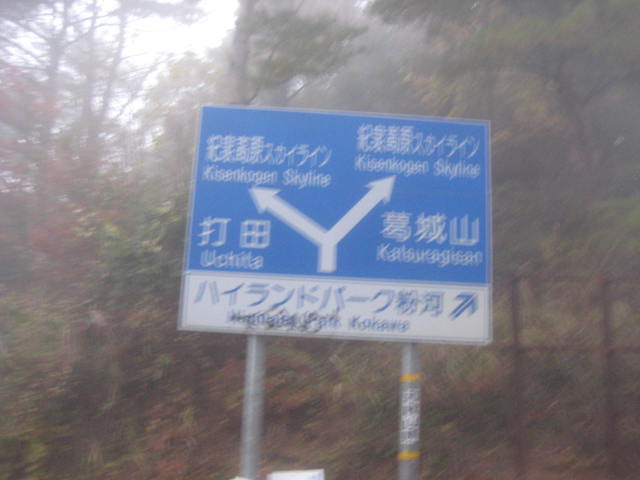 紀泉高原スカイライン
Kisenkogen Skyline
紀泉高原スカイライン
Kisenkogen Skyline
打田
Uchita
葛城山
Katsuragisan
ハイランドパーク粉河
Highland Park Kokawa